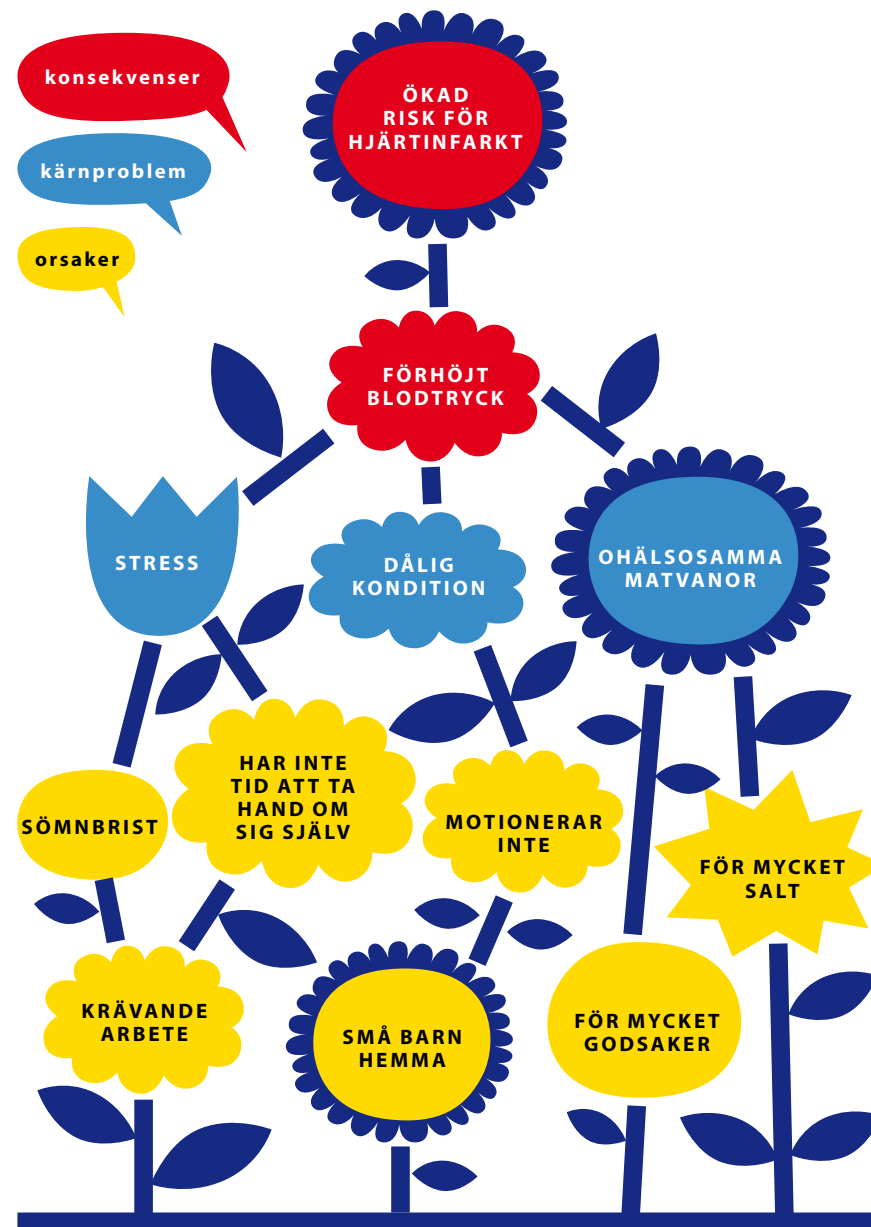 konsekvenser
kärnproblem
orsaker
ÖKAD
RISK FÖR
HJÄRTINFARKT
FÖRHÖJT
BLODTRYCK
STRESS
DÅLIG
KONDITION
OHÄLSOSAMMA
MATVANOR
SÖMNBRIST
HAR INTE
TID ATT TA
HAND OM
SIG SJÄLV
MOTIONERAR
INTE
FÖR MYCKET
SALT
KRÄVANDE
ARBETE
SMÅ BARN
HEMMA
FÖR MYCKET
GODSAKER